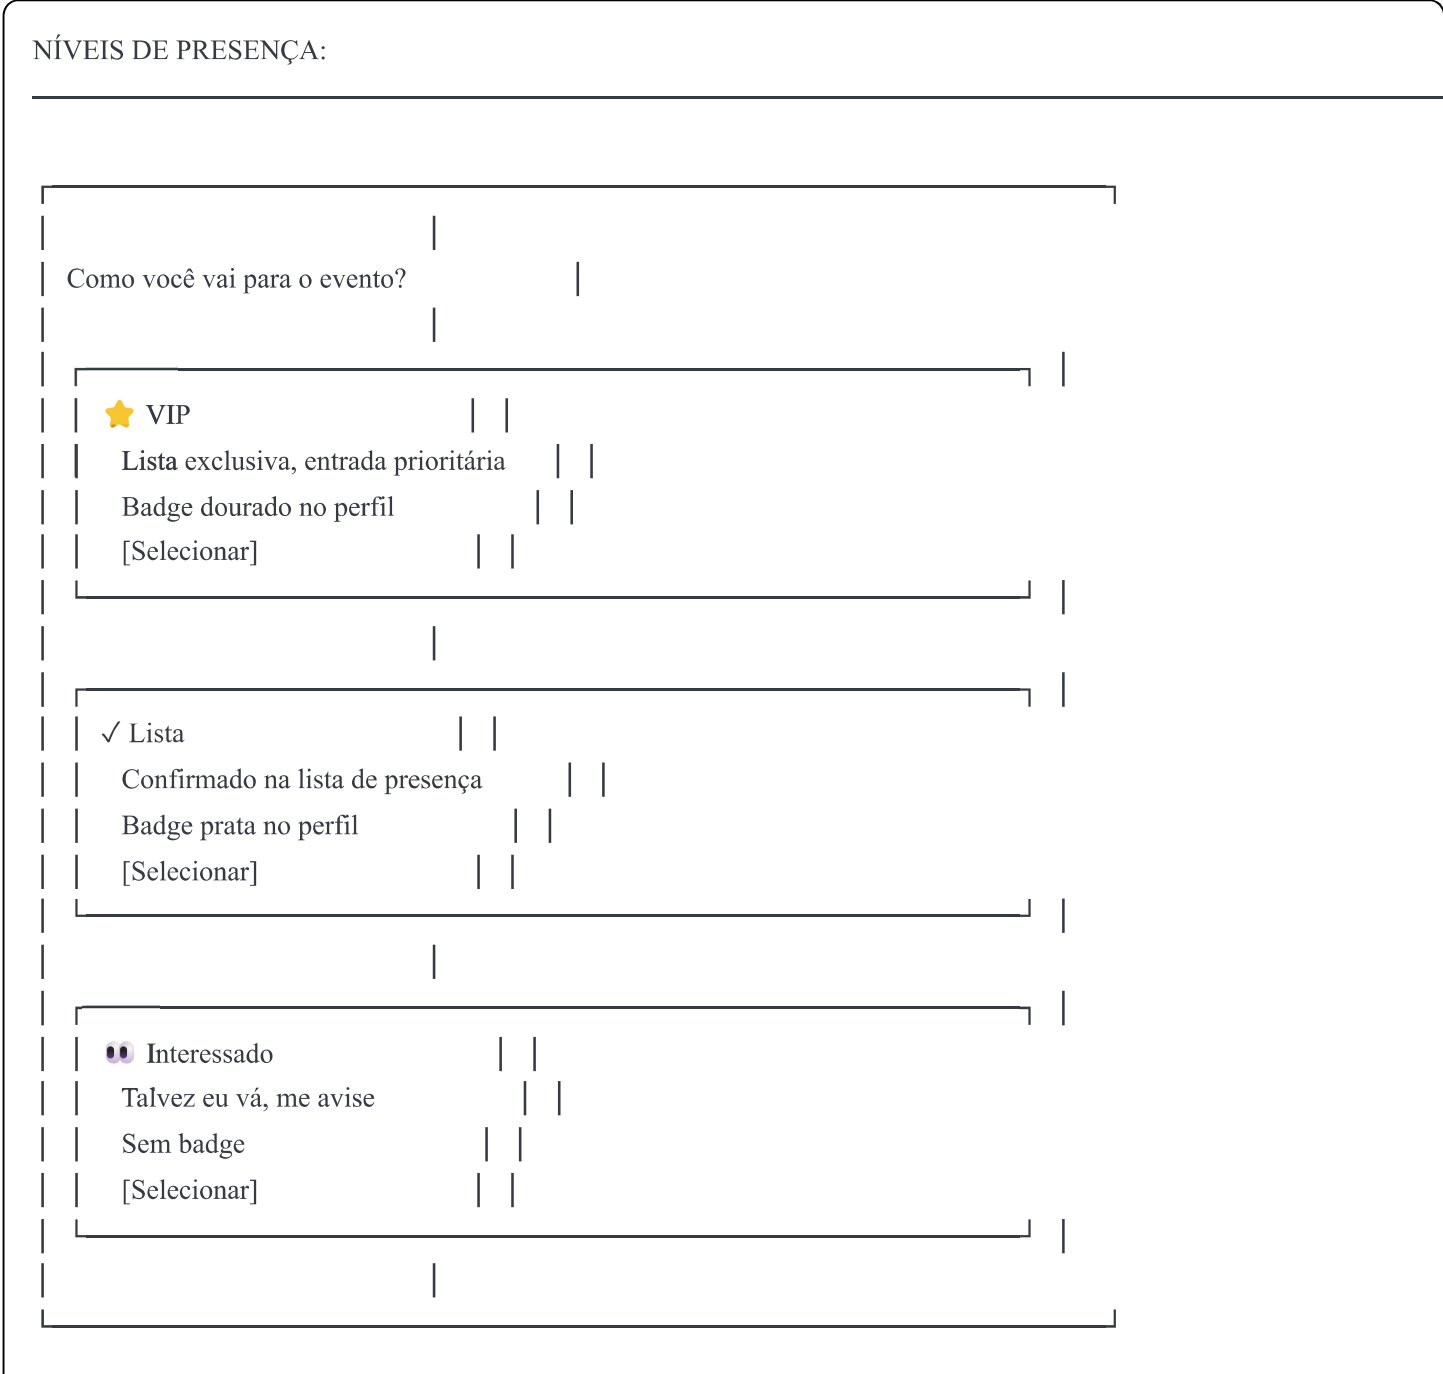 NÍVEIS DE PRESENÇA:
Como você vai para o evento?
⭐ VIP
Lista exclusiva, entrada prioritária
Badge dourado no perfil
[Selecionar]
✓ Lista
Confirmado na lista de presença
Badge prata no perfil
[Selecionar]
👀 Interessado
Talvez eu vá, me avise
Sem badge
[Selecionar]